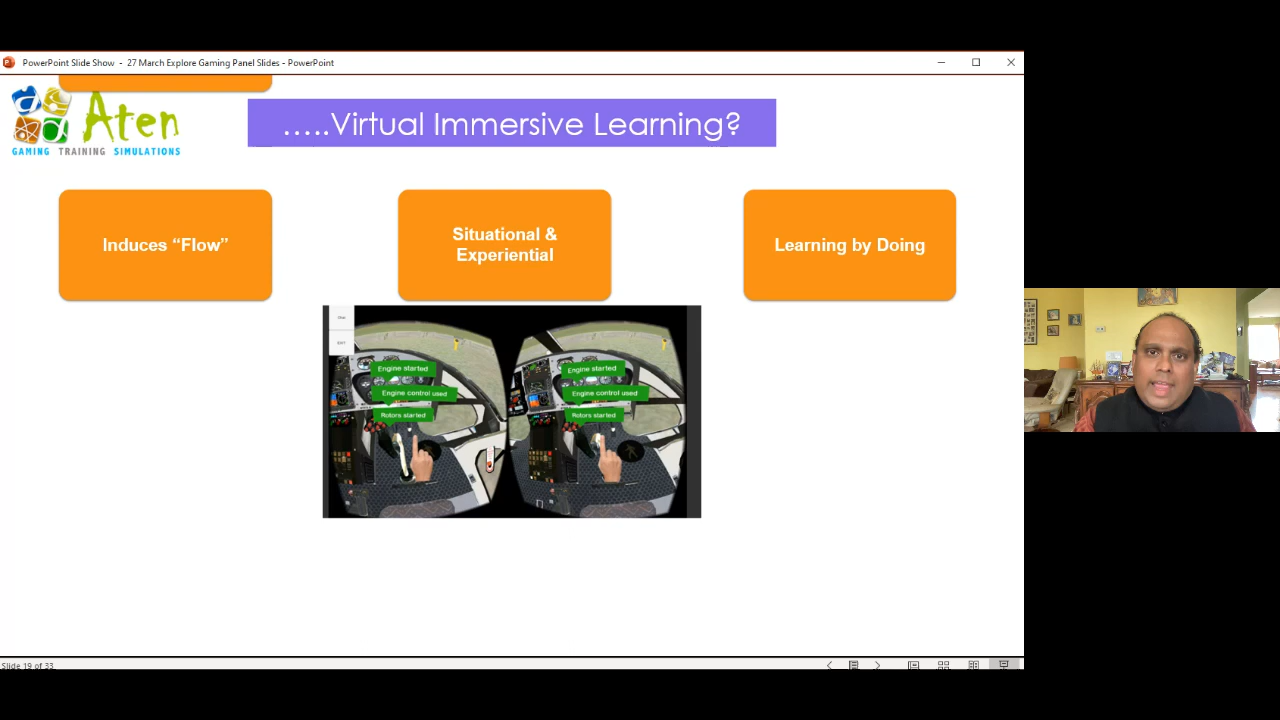 PowerPoint Slide Show - 27 March Explore Gaming Panel Slides - PowerPoint
Aten
GAMING TRAINING SIMULATIONS
.....Virtual Immersive Learning?
Induces “Flow”
Situational &
Experiential
Learning by Doing
Engine started
Engine control used
Rotors started
Engine started
Engine control used
Rotors started
Slide 19 of 33